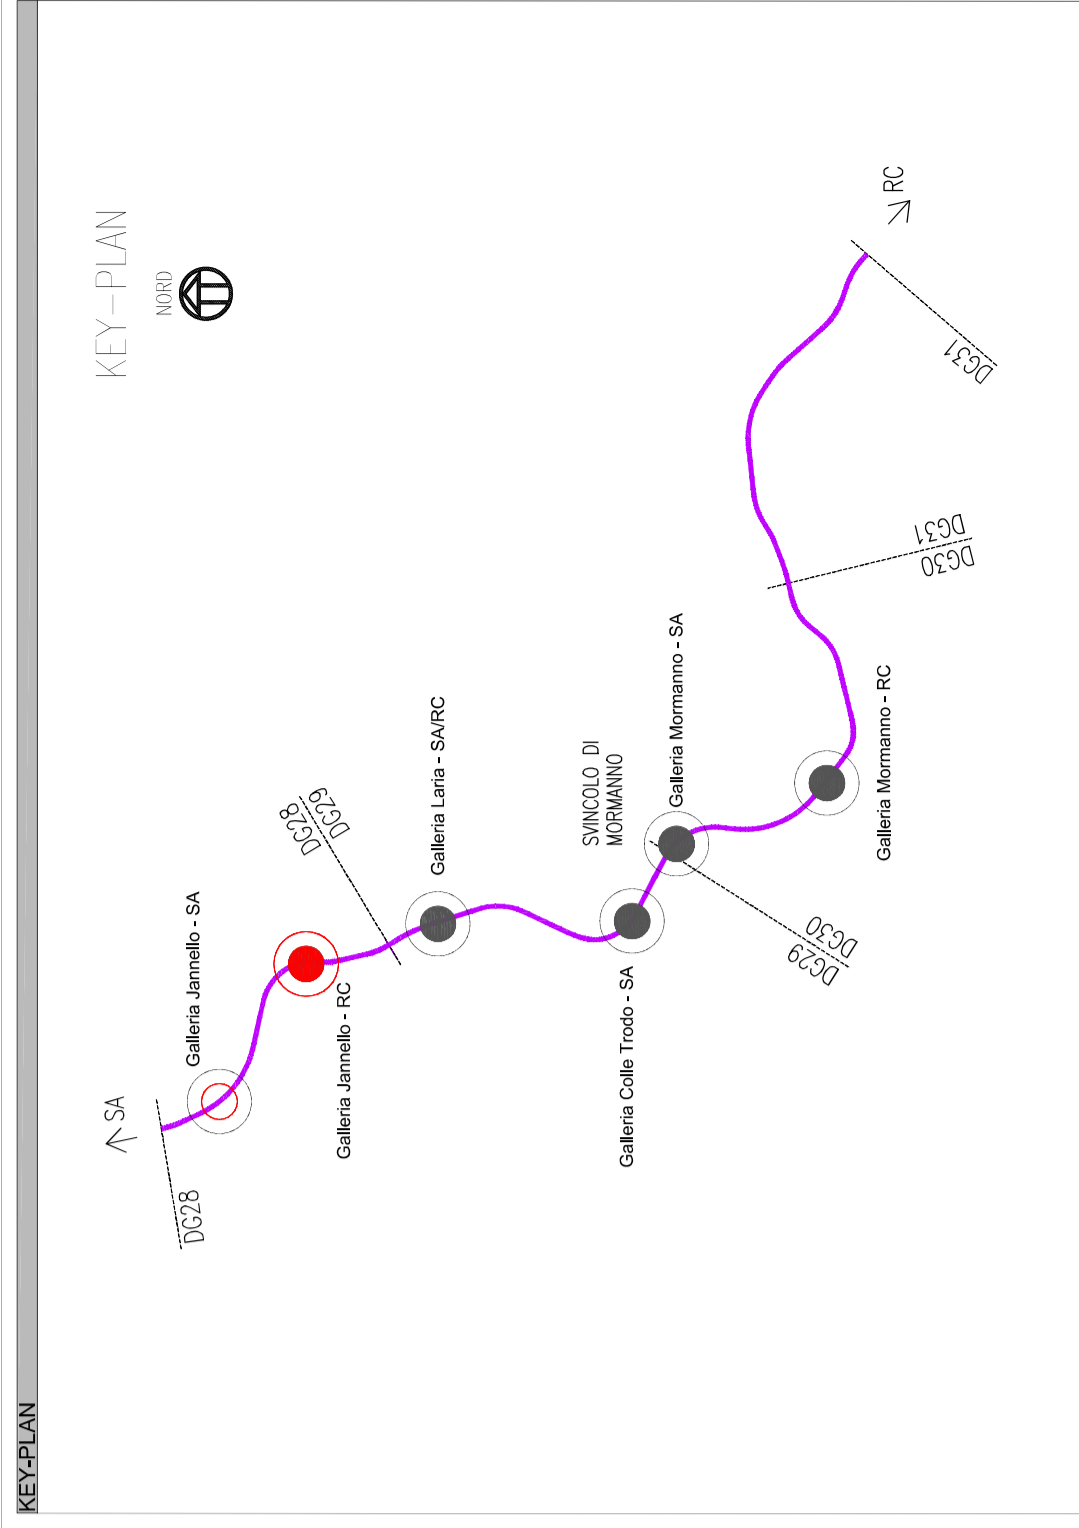 KEY-PLAN
KEY-PLAN
NORD
SA
DG28
Galleria Jannello - SA
Galleria Jannello - RC
DG28
DG29
Galleria Laria - SA/RC
SVINCOLO DI
MORMANNO
Galleria Colle Trodo - SA
Galleria Mormanno - SA
DG29
DG30
Galleria Mormanno - RC
DG30
DG31
DG31
RC